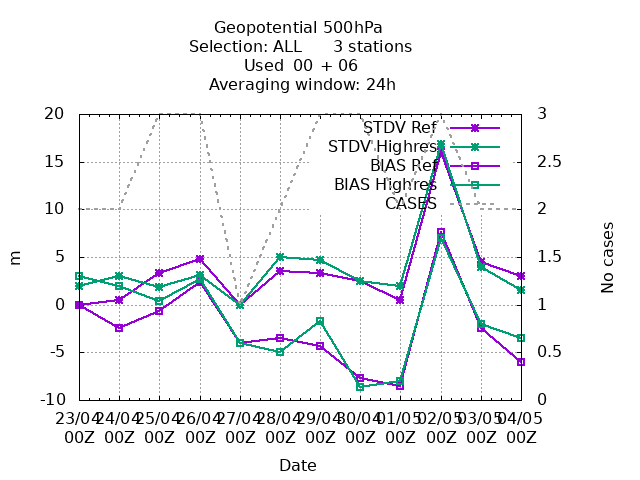 Geopotential 500hPa
Selection: ALL      3 stations
Used  00 + 06
Averaging window: 24h
20 3
STDV Ref
STDV Highres
15 2.5
BIAS Ref
BIAS Highres
CASES
10 2
5 1.5
m
No cases
0 1
-5 0.5
-10 0
23/04 24/04 25/04 26/04 27/04 28/04 29/04 30/04 01/05 02/05 03/05 04/05
00Z 00Z 00Z 00Z 00Z 00Z 00Z 00Z 00Z 00Z 00Z 00Z
Date